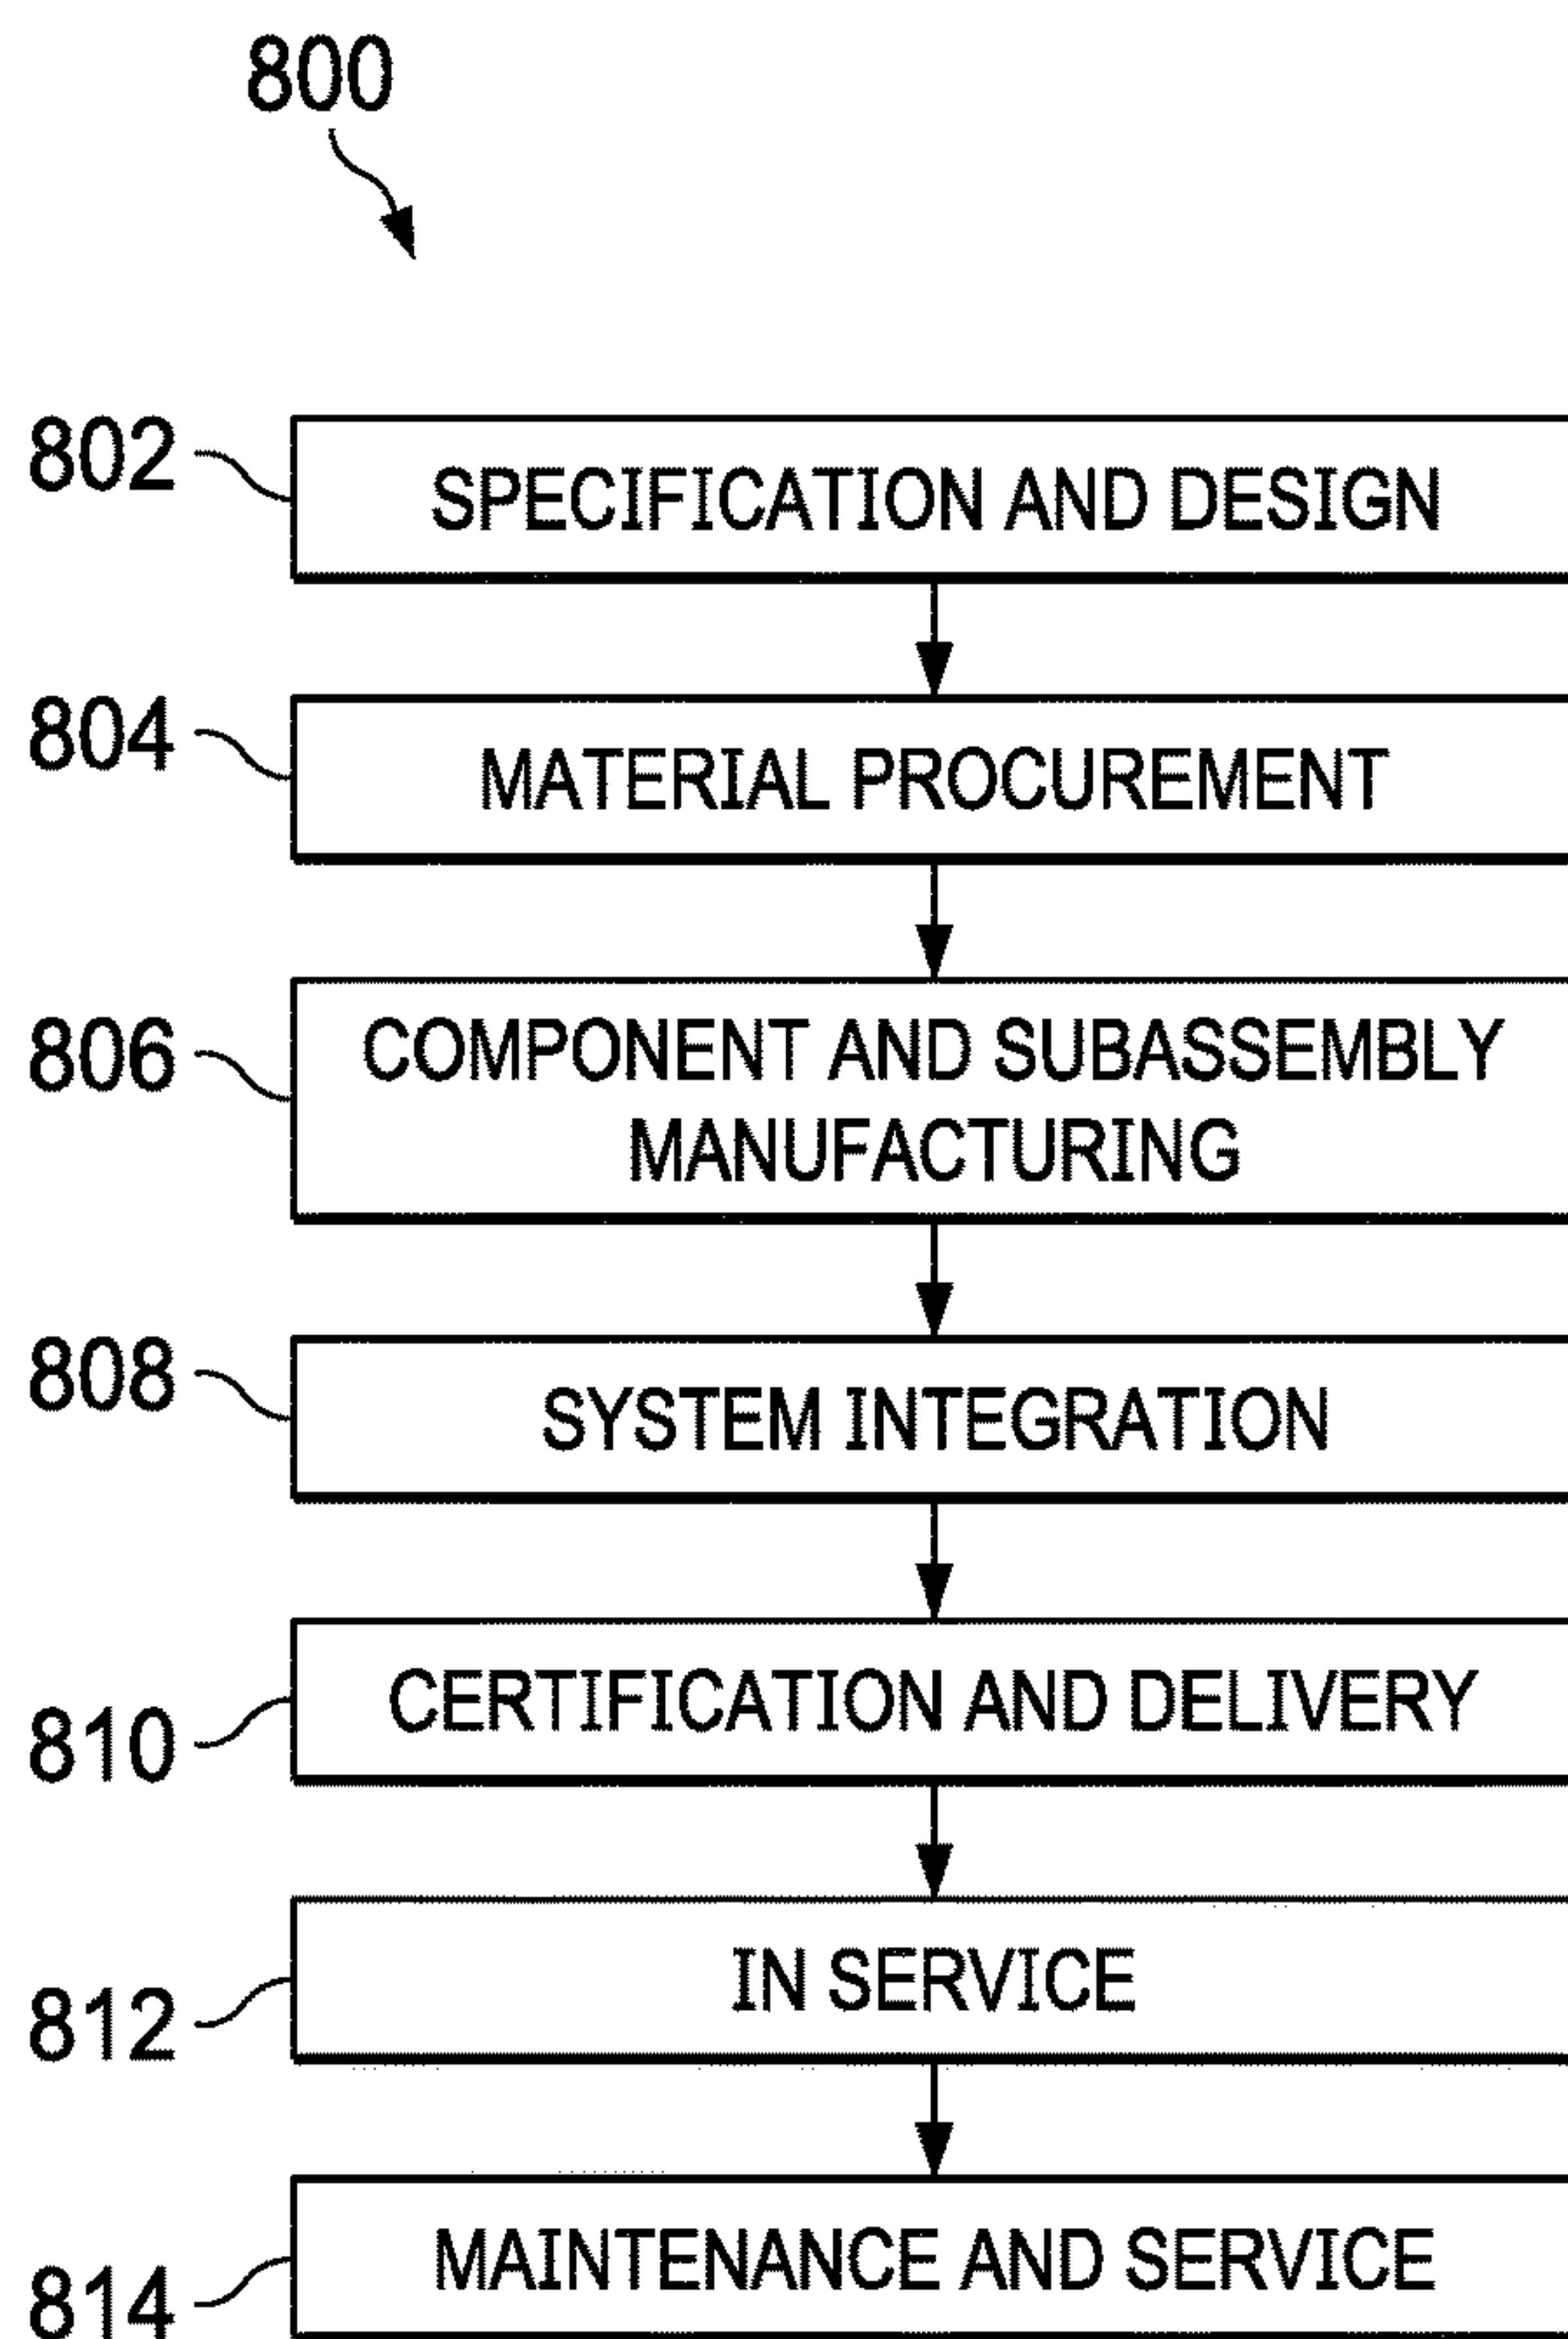 800
802
SPECIFICATION AND DESIGN
804
MATERIAL PROCUREMENT
806
COMPONENT AND SUBASSEMBLY
MANUFACTURING
808
SYSTEM INTEGRATION
810
CERTIFICATION AND DELIVERY
812
IN SERVICE
814
MAINTENANCE AND SERVICE